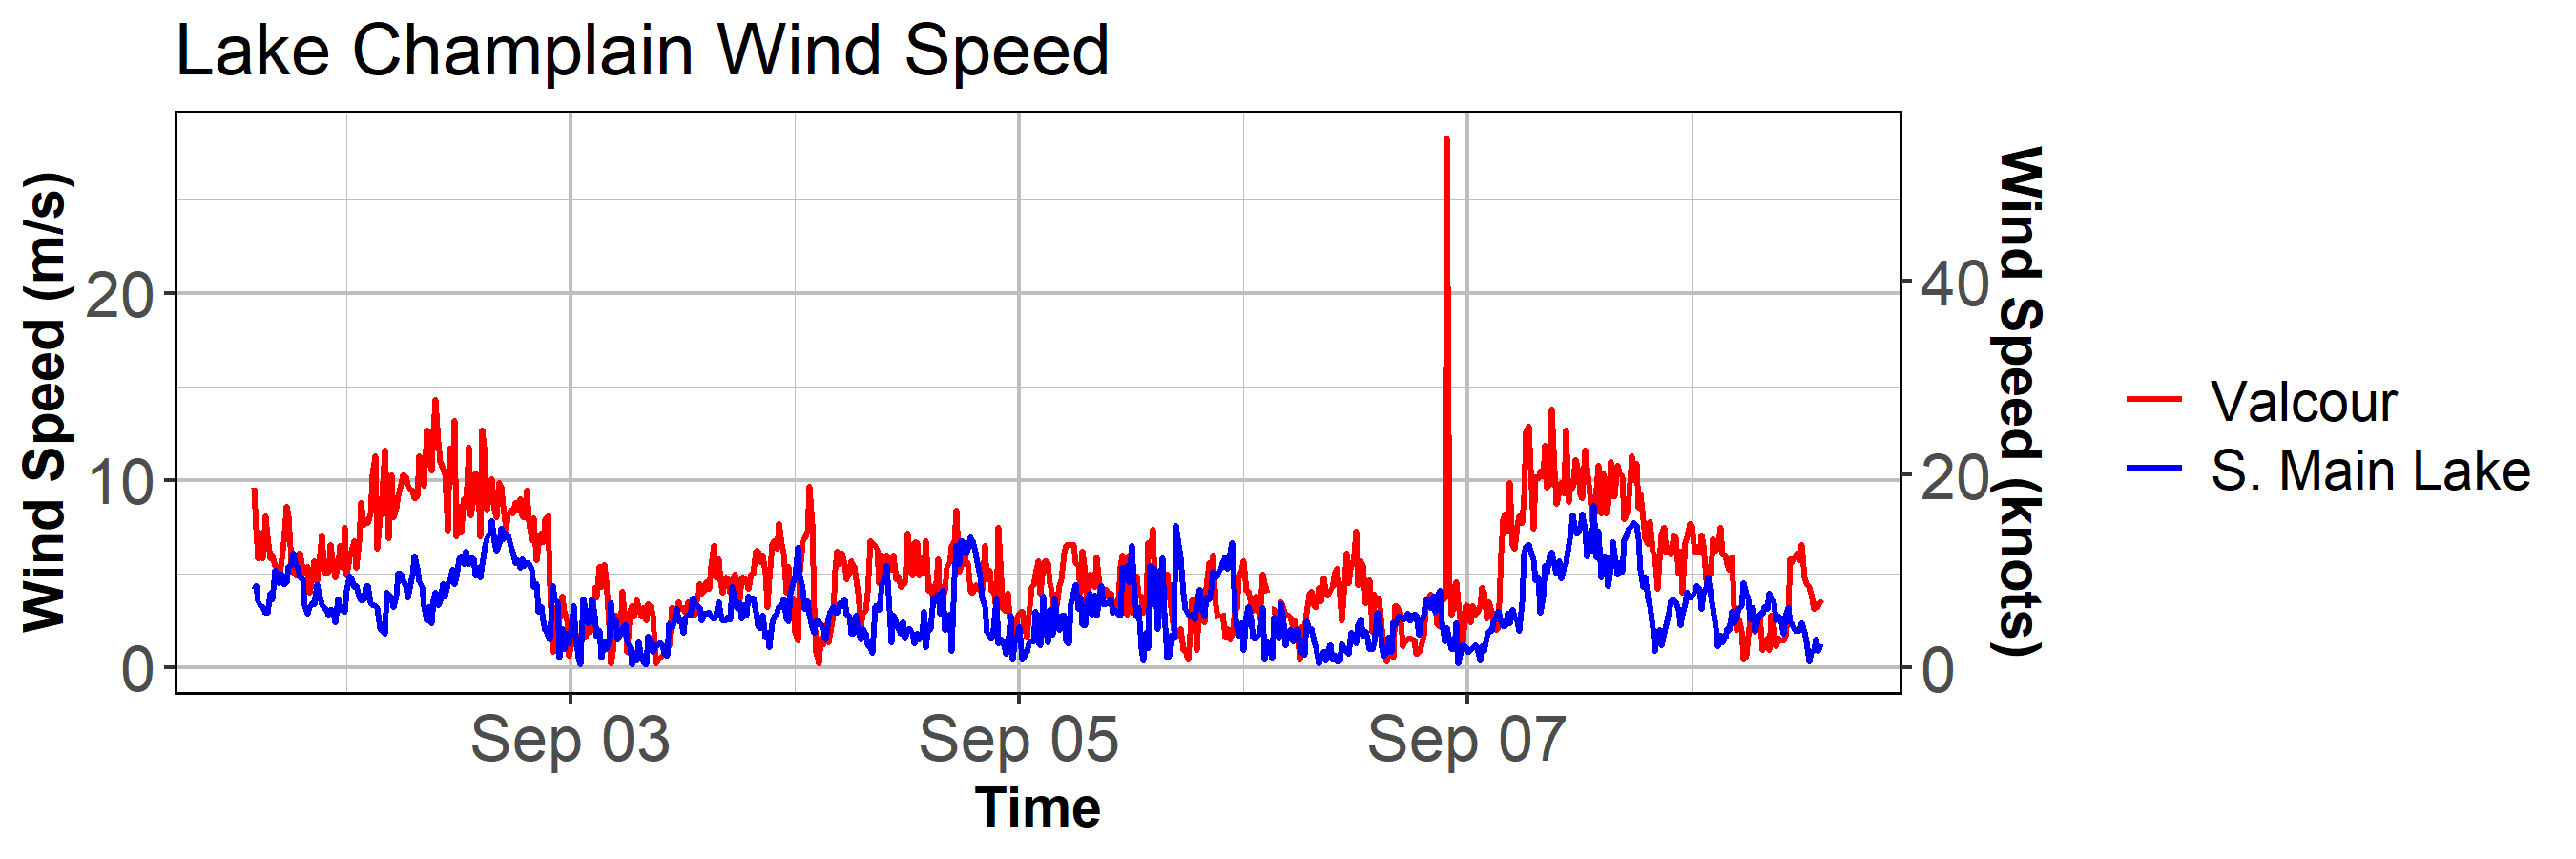 Lake Champlain Wind Speed
Wind Speed (m/s)
20
10
0
40
20
0
Wind Speed (knots)
Sep 03
Sep 05
Sep 07
Time
Valcour
S. Main Lake